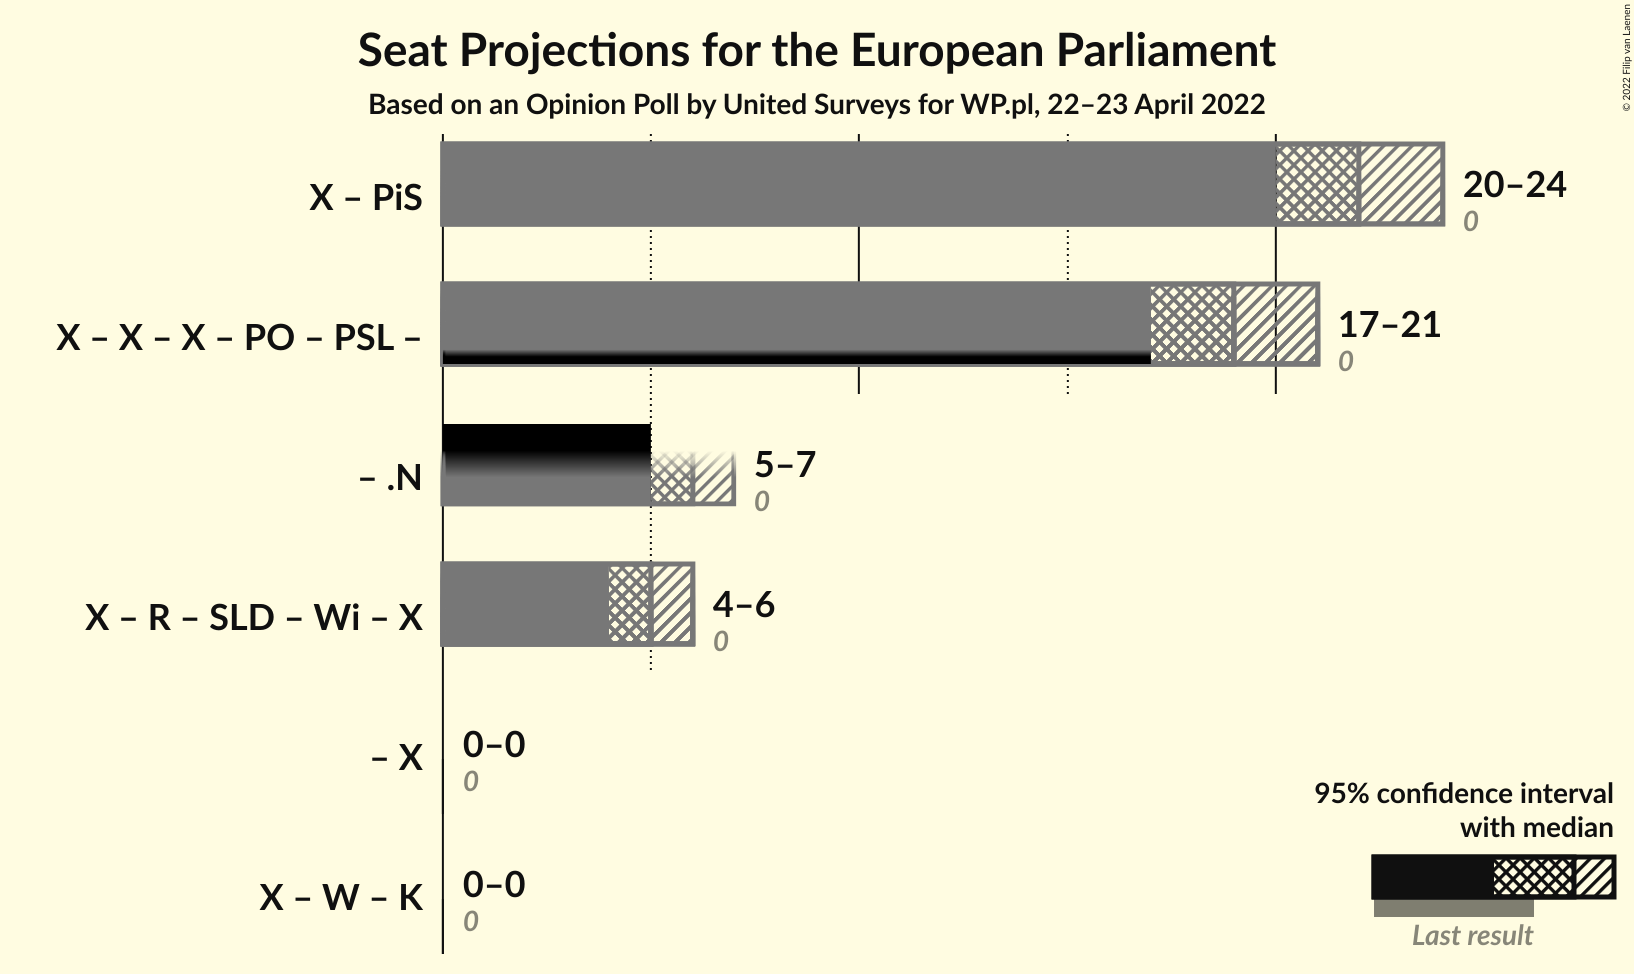 Seat Projections for the European Parliament
Based on an Opinion Poll by United Surveys for WP.pl, 22–23 April 2022
© 2022 Filip van Laenen
X – PiS
20–24
0
X – X – X – PO – PSL –
17–21
0
– .N
5–7
0
X – R – SLD – Wi – X
4–6
0
– X
0–0
0
X – W – K
0–0
0
95% confidence interval
with median
Last result